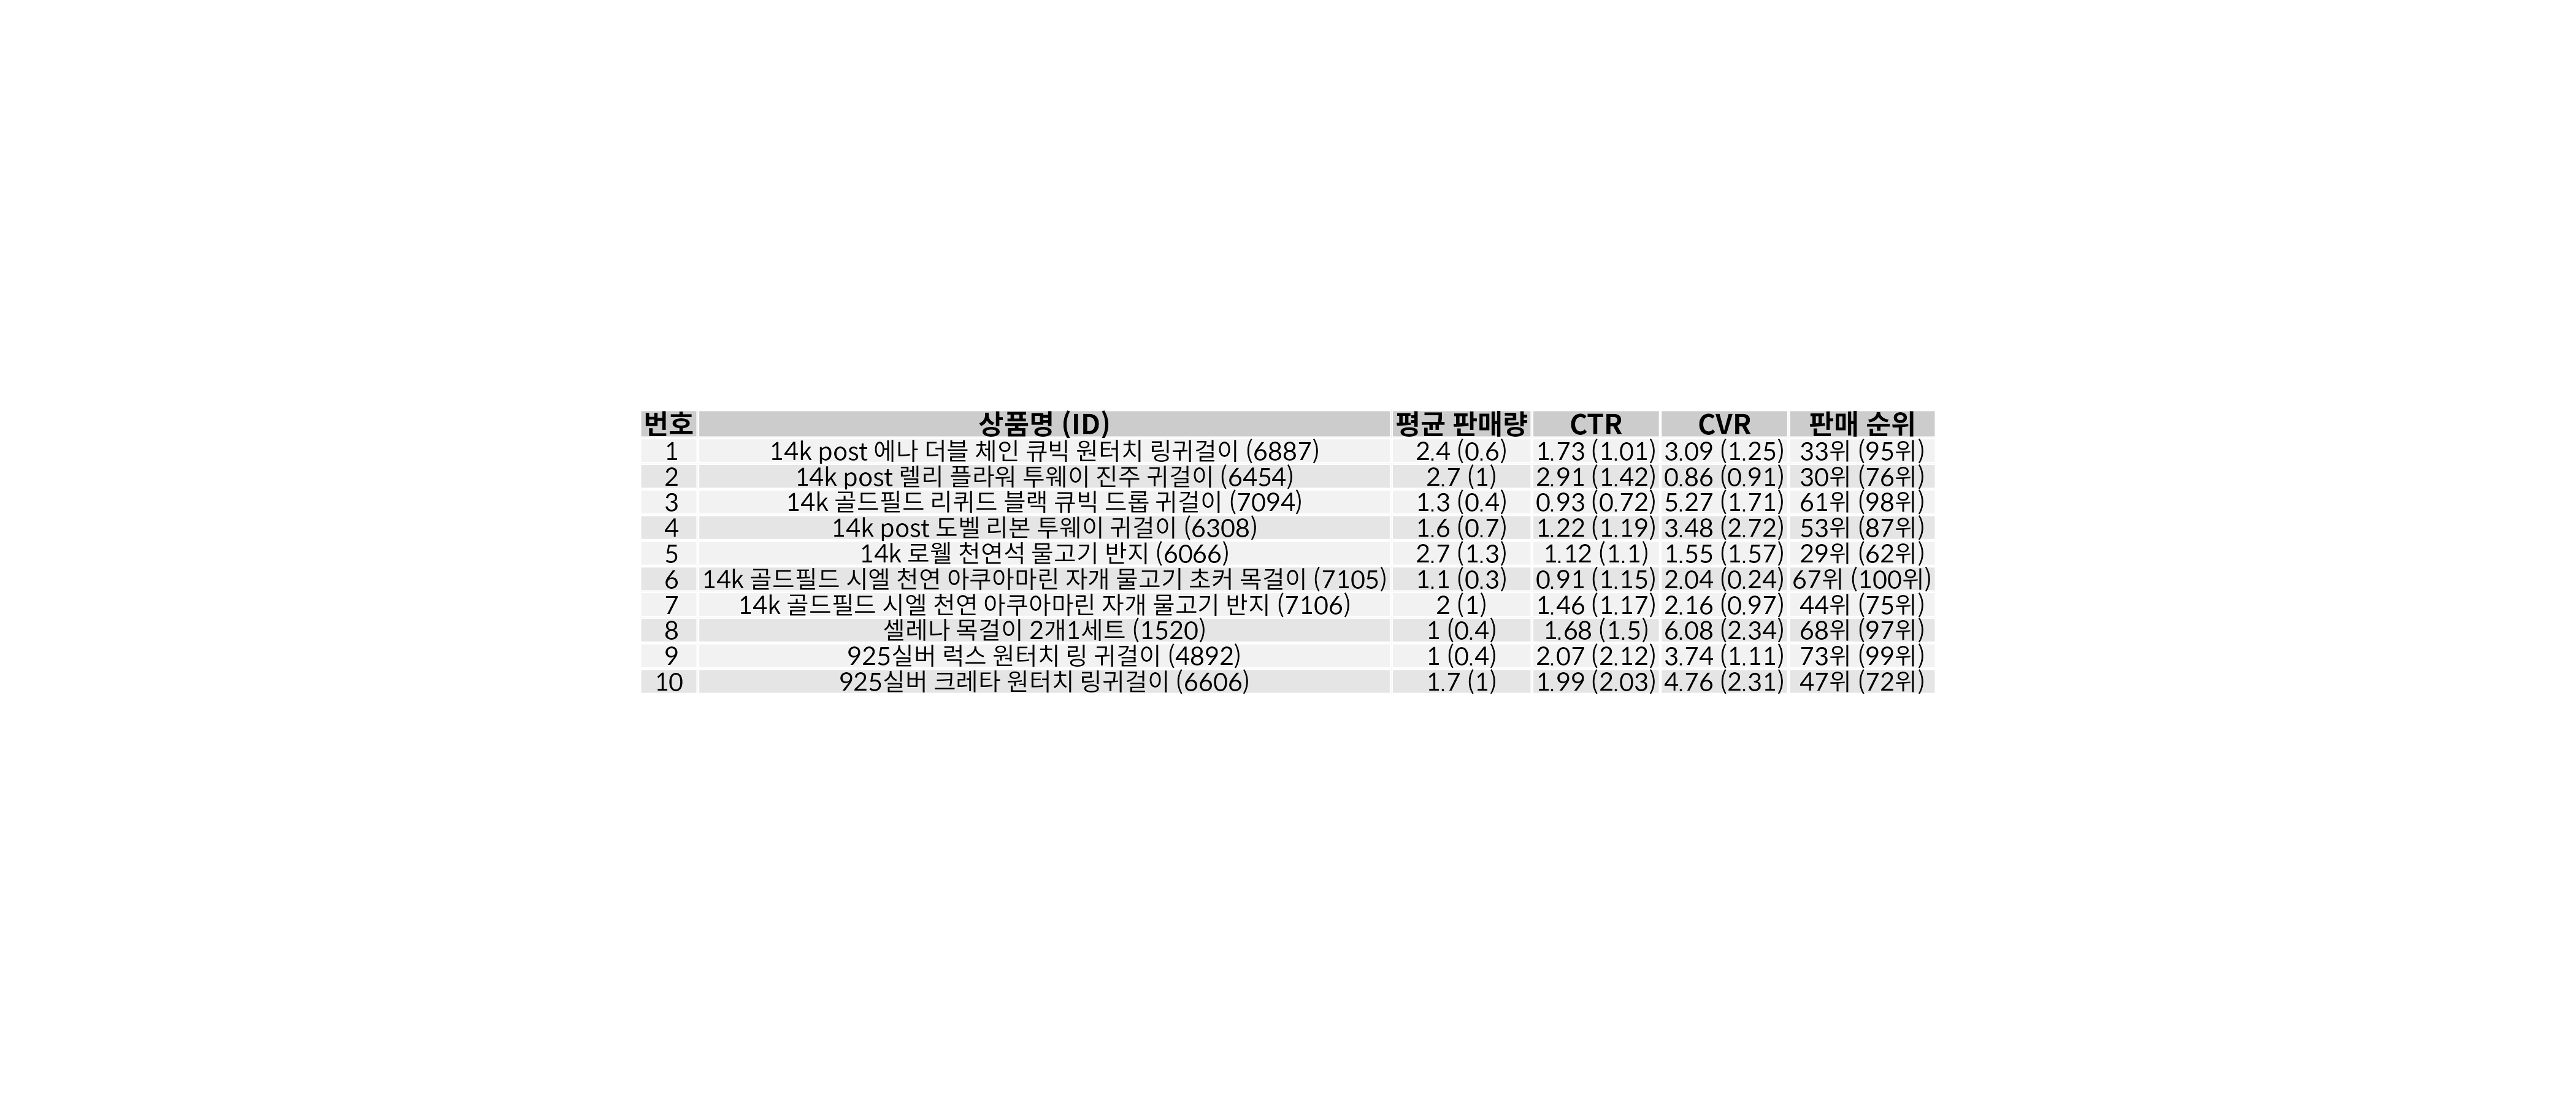 번호 상품명 (ID) 평균 판매량 CTR CVR 판매 순위
1 14k post 에나 더블 체인 큐빅 원터치 링귀걸이 (6887) 2.4 (0.6) 1.73 (1.01) 3.09 (1.25) 33위 (95위)
2 14k post 렐리 플라워 투웨이 진주 귀걸이 (6454) 2.7 (1) 2.91 (1.42) 0.86 (0.91) 30위 (76위)
3 14k 골드필드 리퀴드 블랙 큐빅 드롭 귀걸이 (7094) 1.3 (0.4) 0.93 (0.72) 5.27 (1.71) 61위 (98위)
4 14k post 도벨 리본 투웨이 귀걸이 (6308) 1.6 (0.7) 1.22 (1.19) 3.48 (2.72) 53위 (87위)
5 14k 로웰 천연석 물고기 반지 (6066) 2.7 (1.3) 1.12 (1.1) 1.55 (1.57) 29위 (62위)
6 14k 골드필드 시엘 천연 아쿠아마린 자개 물고기 초커 목걸이 (7105) 1.1 (0.3) 0.91 (1.15) 2.04 (0.24) 67위 (100위)
7 14k 골드필드 시엘 천연 아쿠아마린 자개 물고기 반지 (7106) 2 (1) 1.46 (1.17) 2.16 (0.97) 44위 (75위)
8 셀레나 목걸이 2개1세트 (1520) 1 (0.4) 1.68 (1.5) 6.08 (2.34) 68위 (97위)
9 925실버 럭스 원터치 링 귀걸이 (4892) 1 (0.4) 2.07 (2.12) 3.74 (1.11) 73위 (99위)
10 925실버 크레타 원터치 링귀걸이 (6606) 1.7 (1) 1.99 (2.03) 4.76 (2.31) 47위 (72위)